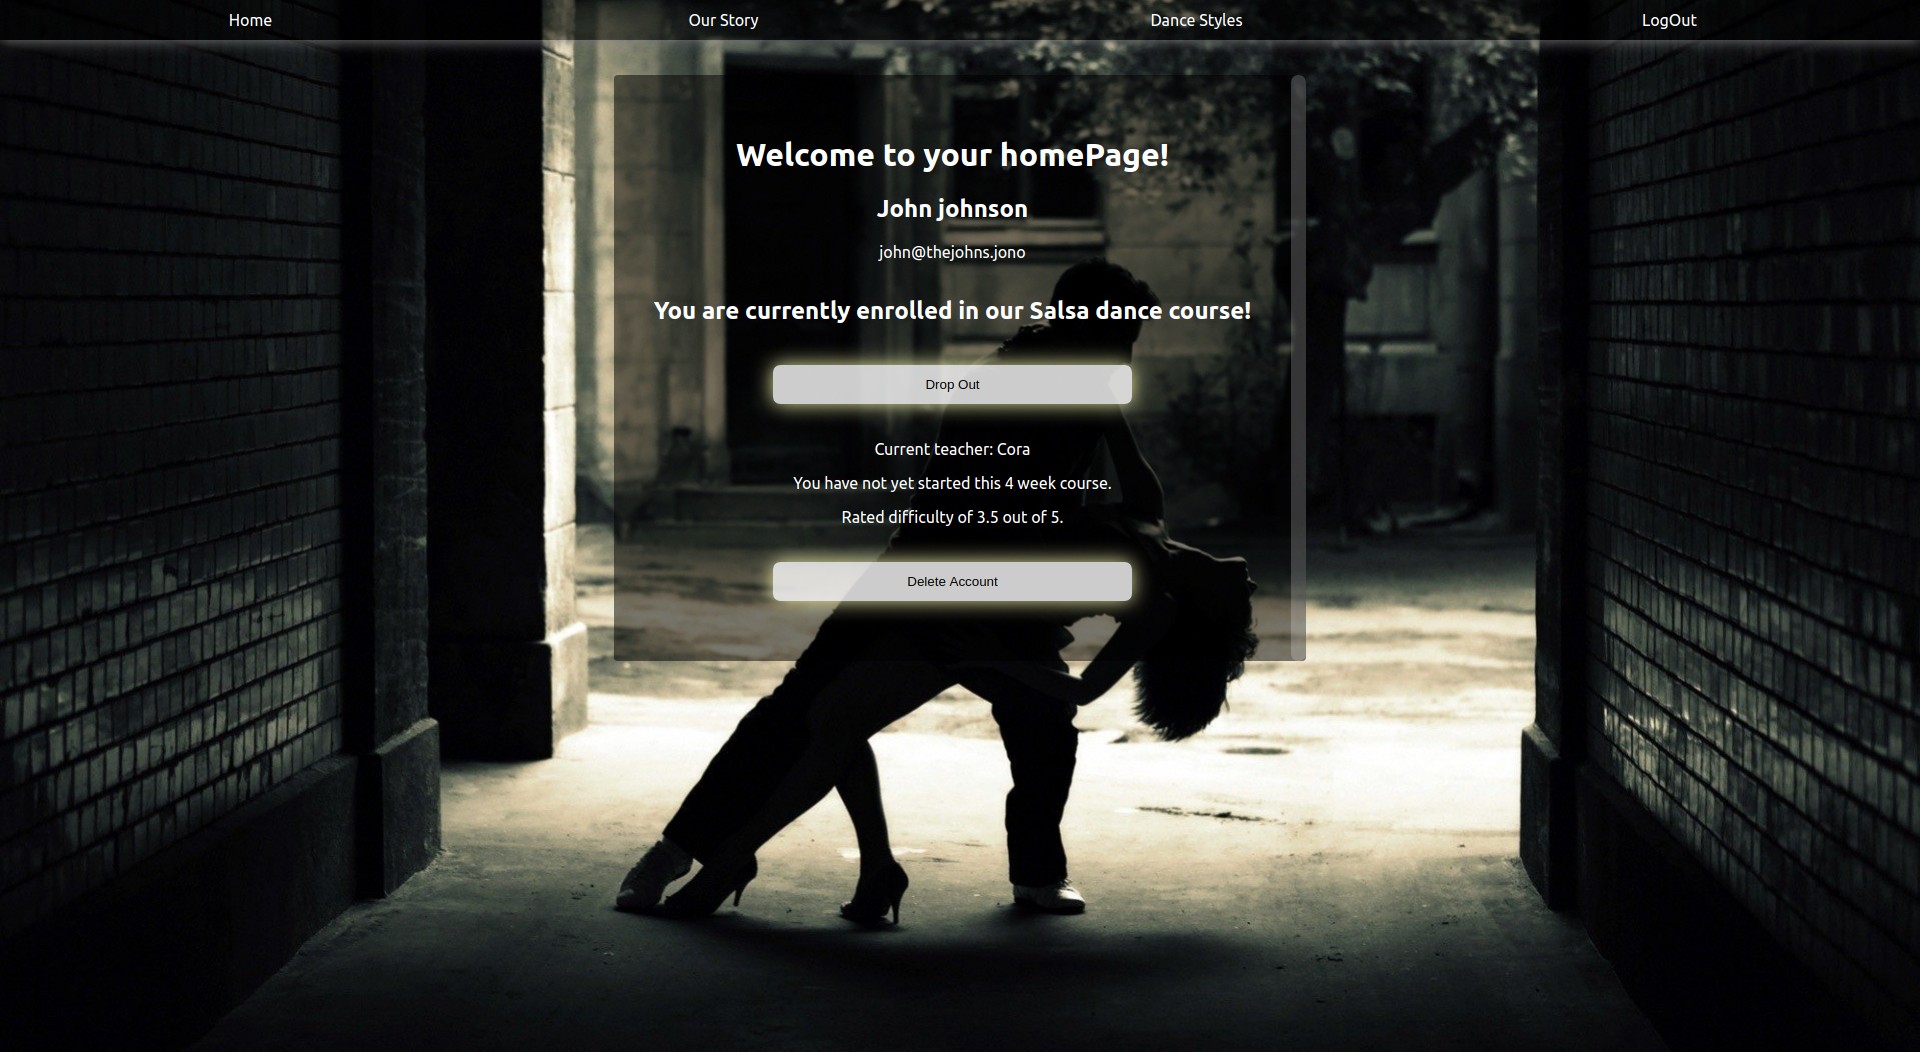 Home
Our Story
Dance Styles
LogOut
Welcome to your homePage!
John johnson
john@thejohns.jono
You are currently enrolled in our Salsa dance course!
Drop Out
Current teacher: Cora
You have not yet started this 4 week course.
Rated difficulty of 3.5 out of 5.
Delete Account